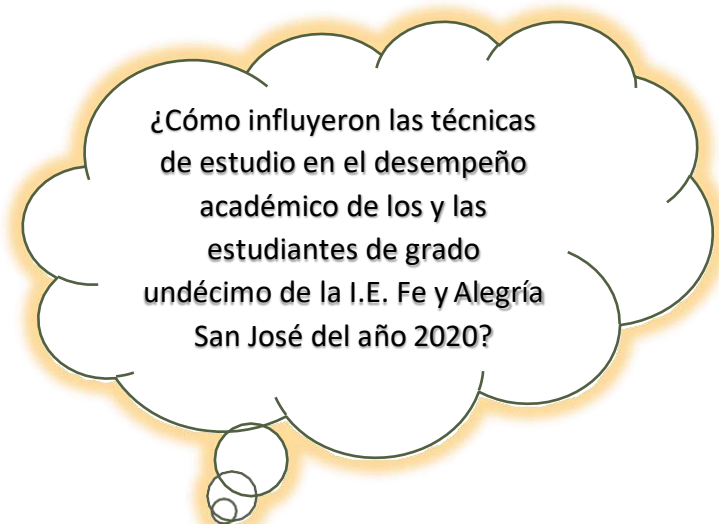 ¿Cómo influyeron las técnicas
de estudio en el desempeño
académico de los y las
estudiantes de grado
undécimo de la I.E. Fe y Alegría
San José del año 2020?